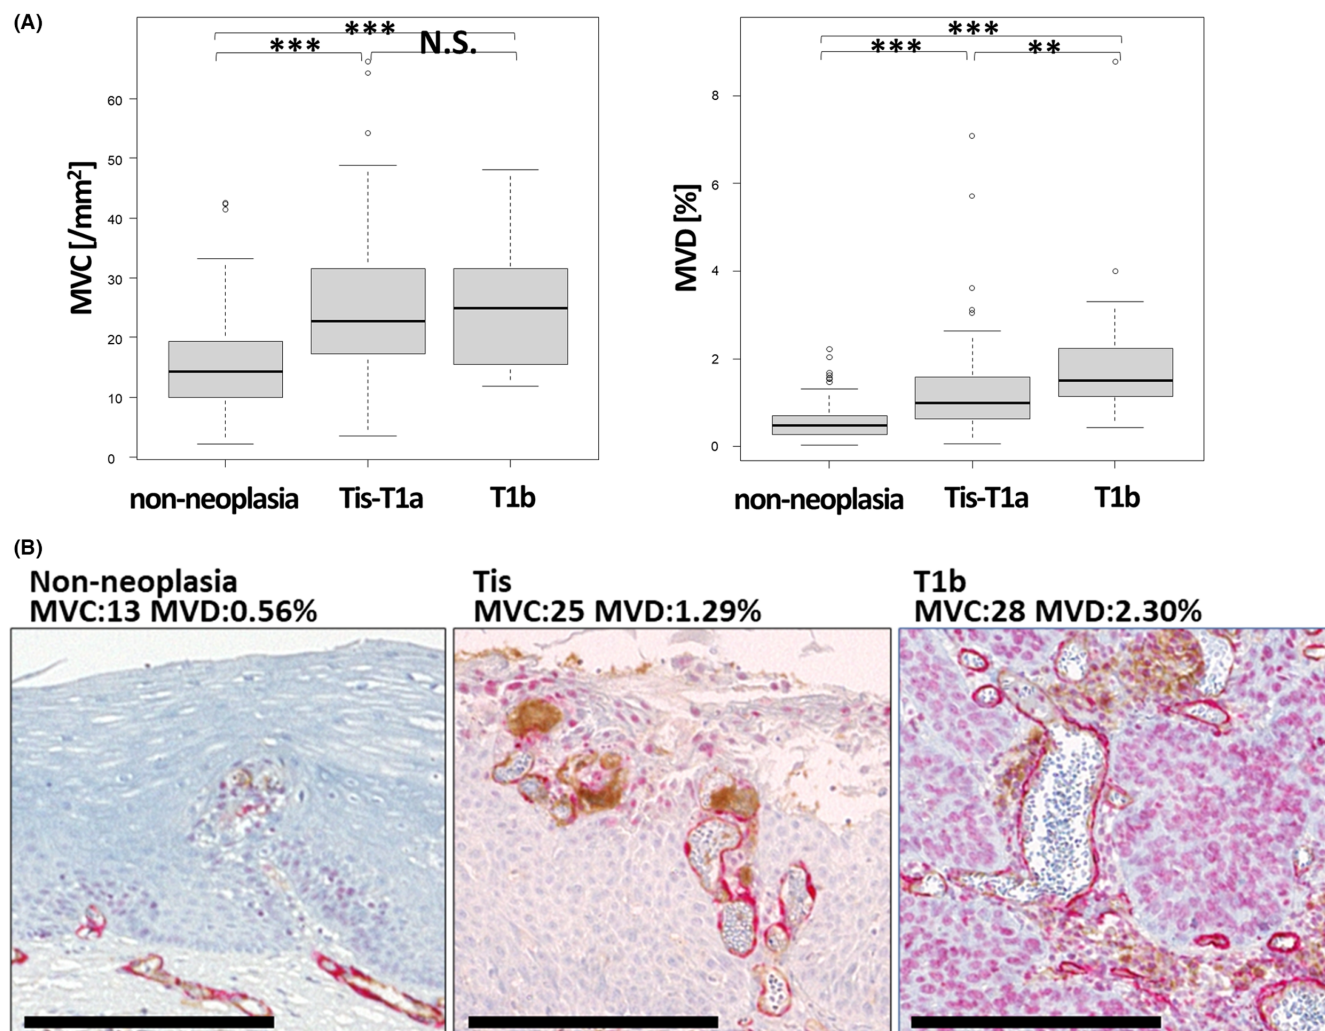 (A)
***
***
N.S.
MVC [/mm²]
60
50
40
30
20
10
0
non-neoplasia Tis-T1a T1b
***
***
**
MVD [%]
8
6
4
2
0
non-neoplasia Tis-T1a T1b
(B)
Non-neoplasia
MVC:13 MVD:0.56%
Tis
MVC:25 MVD:1.29%
T1b
MVC:28 MVD:2.30%